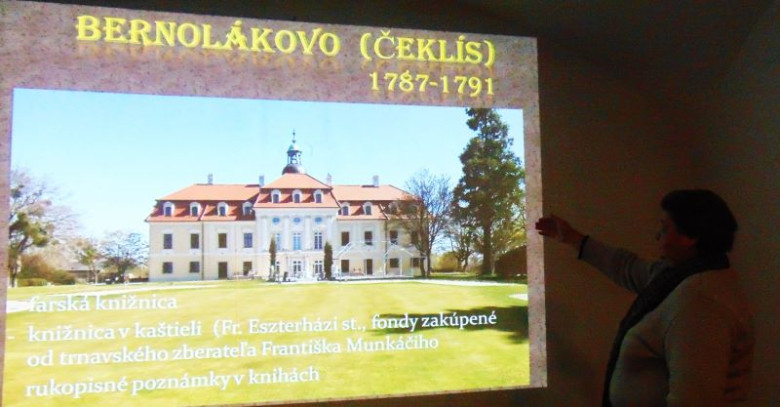 BERNOLÁKOVO (ČEKLÍS)
1787-1791
- farská knižnica
- knižnica v kaštieli (Fr. Eszterházi st., fondy zakúpené
od trnavského zberateľa Františka Munkáčiho
rukopisné poznámky v knihách